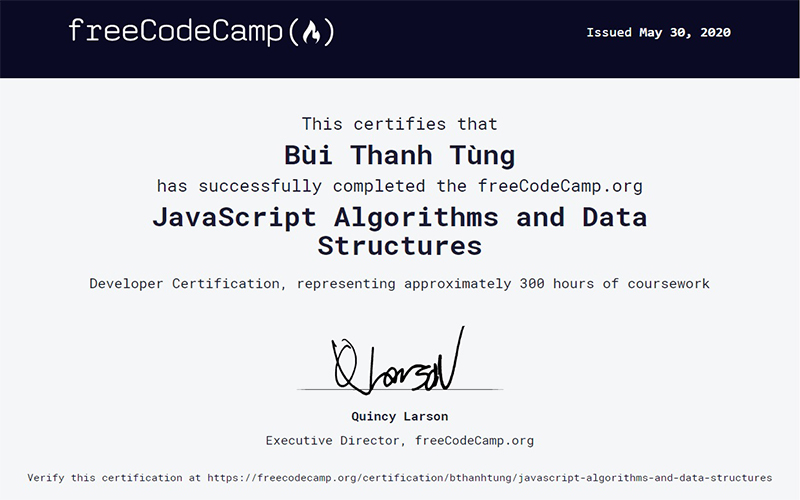 freeCodeCamp(🔥)
Issued May 30, 2020
This certifies that
Bùi Thanh Tùng
has successfully completed the freeCodeCamp.org
JavaScript Algorithms and Data
Structures
Developer Certification, representing approximately 300 hours of coursework
Q Larson
Quincy Larson
Executive Director, freeCodeCamp.org
Verify this certification at https://freecodecamp.org/certification/bthanhtung/javascript-algorithms-and-data-structures